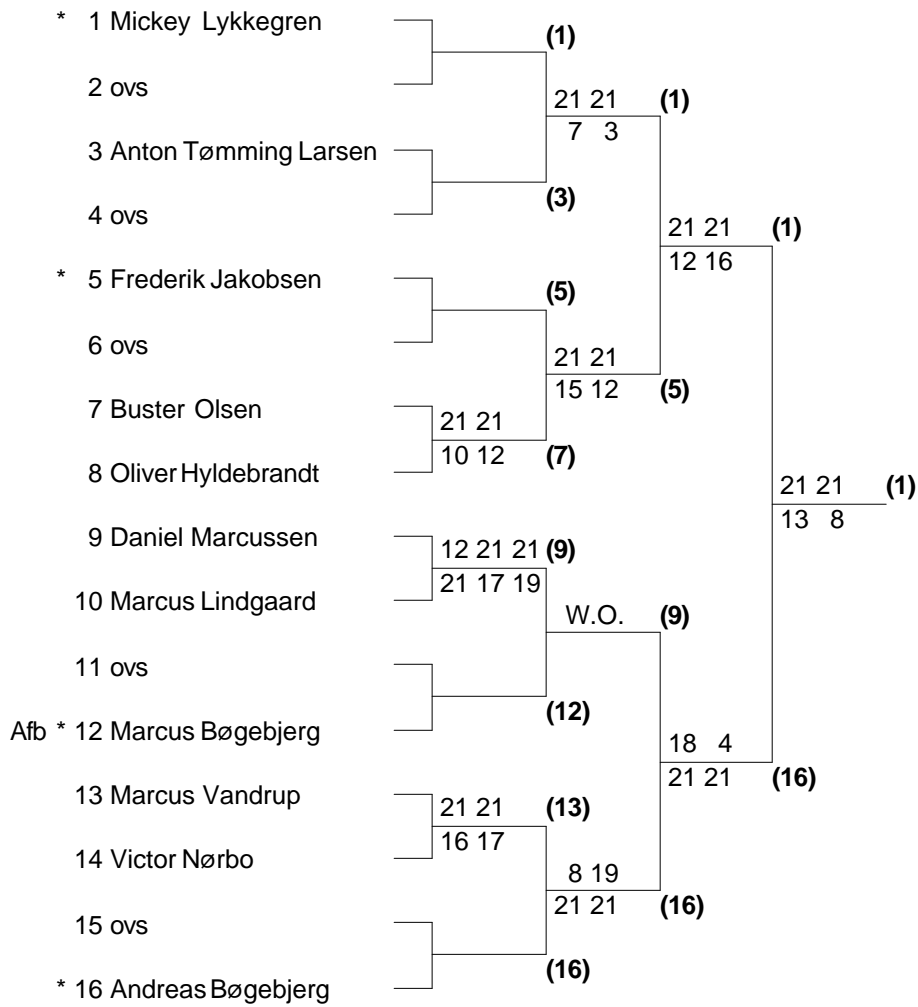 * 1 Mickey Lykkegren
(1)
2 ovs
21 21 (1)
7 3
3 Anton Tømming Larsen
(3)
4 ovs
21 21 (1)
12 16
* 5 Frederik Jakobsen
(5)
6 ovs
21 21
15 12 (5)
7 Buster Olsen
21 21
10 12 (7)
8 Oliver Hyldebrandt
21 21 (1)
13 8
9 Daniel Marcussen
12 21 21 (9)
21 17 19
10 Marcus Lindgaard
W.O. (9)
11 ovs
(12)
Afb * 12 Marcus Bøgebjerg
18 4
21 21 (16)
13 Marcus Vandrup
21 21 (13)
16 17
14 Victor Nørbo
8 19
21 21 (16)
15 ovs
(16)
* 16 Andreas Bøgebjerg